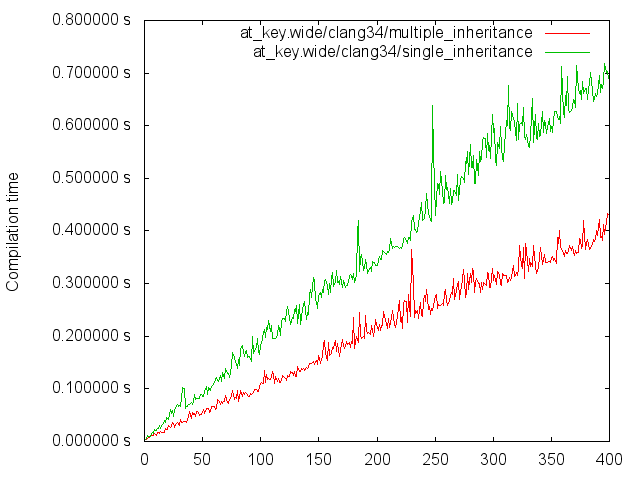 0.800000 s
at_key.wide/clang34/multiple_inheritance
at_key.wide/clang34/single_inheritance
0.700000 s
0.600000 s
0.500000 s
0.400000 s
0.300000 s
0.200000 s
0.100000 s
0.000000 s
Compilation time
0 50 100 150 200 250 300 350 400